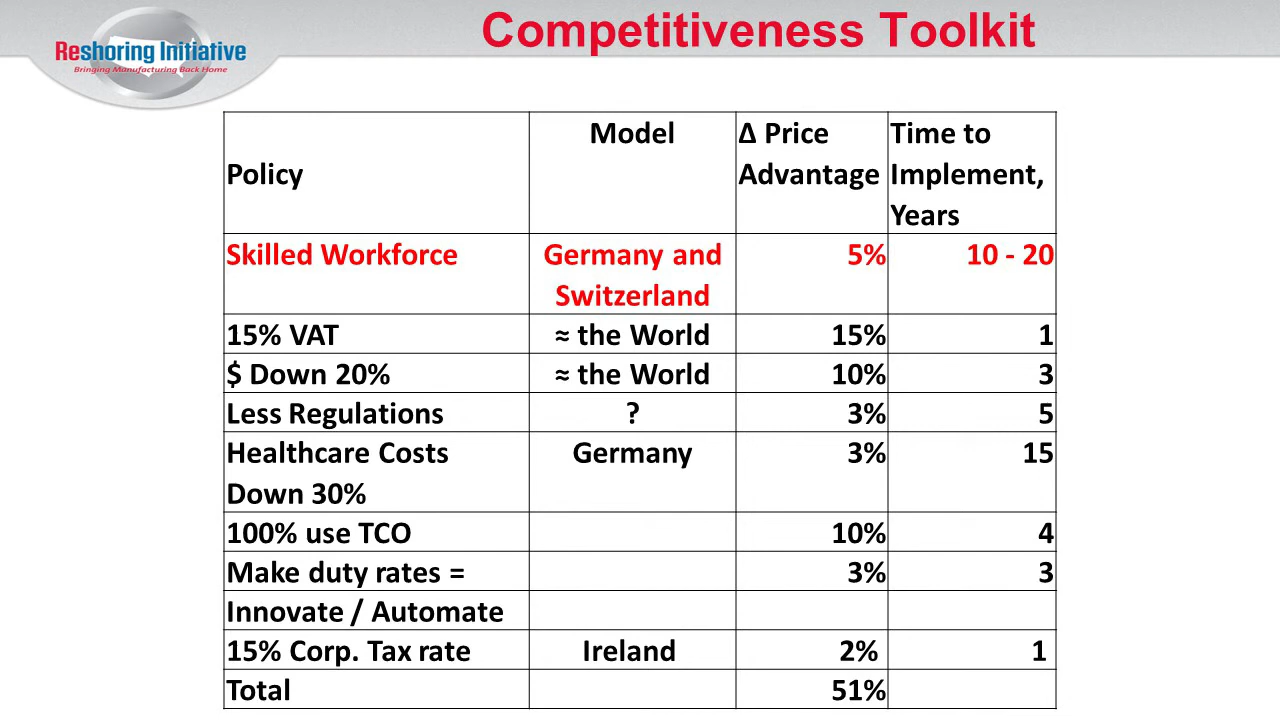 Competitiveness Toolkit
Reshoring Initiative
Bringing Manufacturing Back Home
Policy Model Δ Price Advantage Time to Implement, Years
Skilled Workforce Germany and Switzerland 5% 10 - 20
15% VAT ≈ the World 15% 1
$ Down 20% ≈ the World 10% 3
Less Regulations ? 3% 5
Healthcare Costs Down 30% Germany 3% 15
100% use TCO 10% 4
Make duty rates = 3% 3
Innovate / Automate
15% Corp. Tax rate Ireland 2% 1
Total 51%